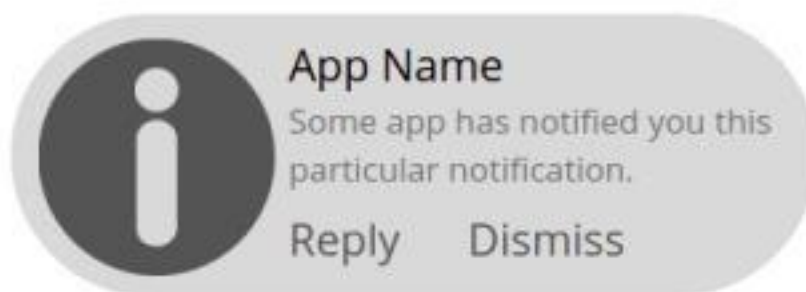 App Name
Some app has notified you this
particular notification.
Reply Dismiss